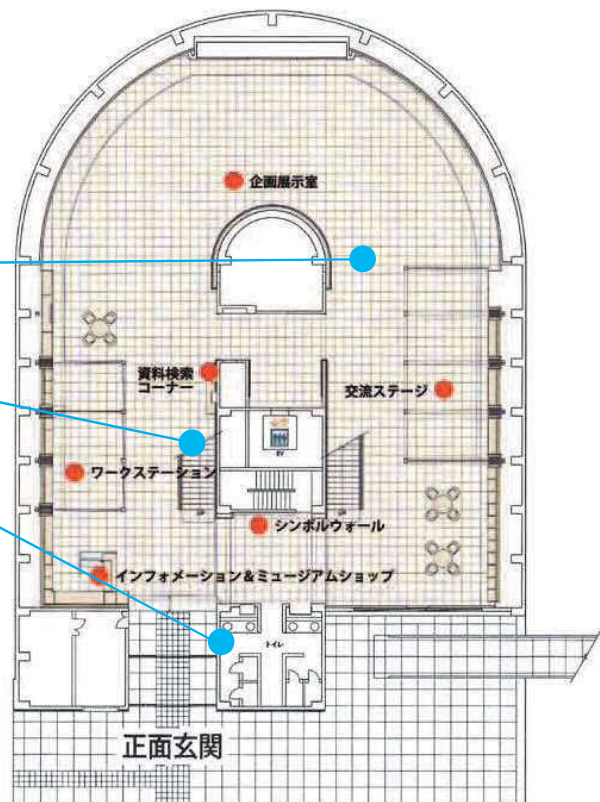 企画展示室
資料検索
コーナー
交流ステージ
EV
ワークステーション
シンボルウォール
インフォメーション＆ミュージアムショップ
トイレ
正面玄関